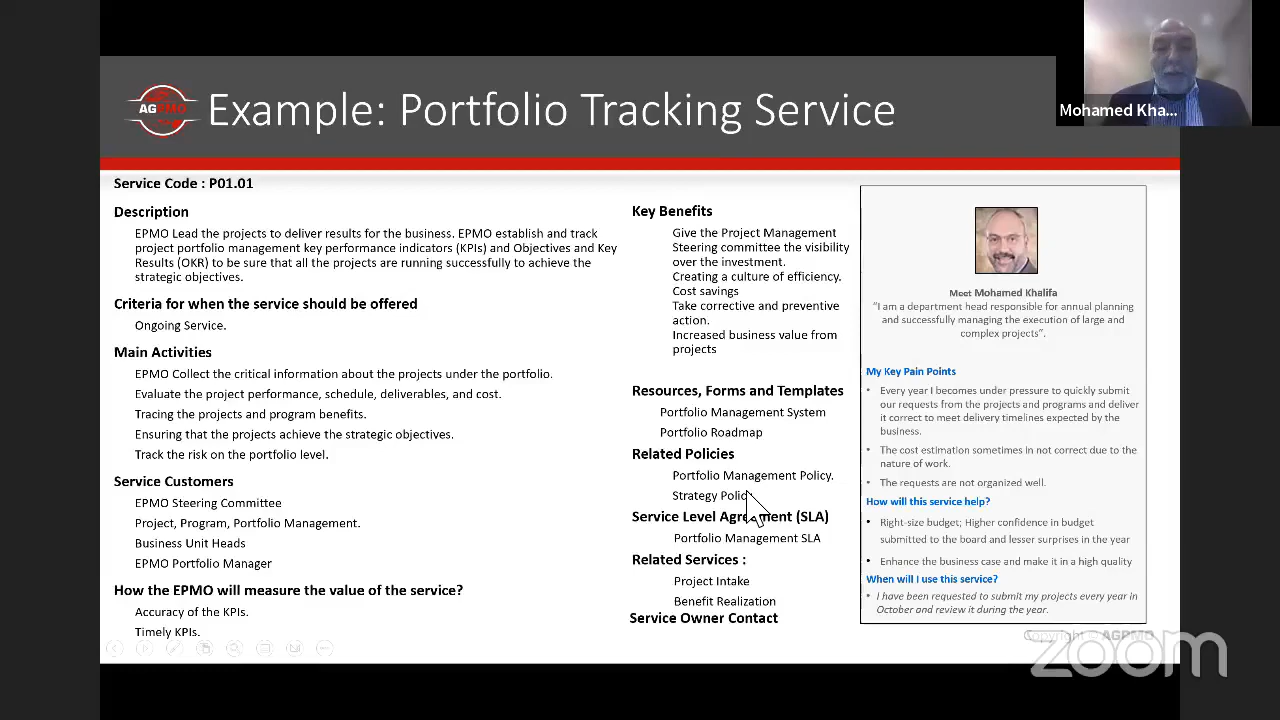 Mohamed Kha...
AGPMO
Example: Portfolio Tracking Service
Service Code : P01.01
Description
EPMO Lead the projects to deliver results for the business. EPMO establish and track
project portfolio management key performance indicators (KPIs) and Objectives and Key
Results (OKR) to be sure that all the projects are running successfully to achieve the
strategic objectives.
Criteria for when the service should be offered
Ongoing Service.
Main Activities
EPMO Collect the critical information about the projects under the portfolio.
Evaluate the project performance, schedule, deliverables, and cost.
Tracing the projects and program benefits.
Ensuring that the projects achieve the strategic objectives.
Track the risk on the portfolio level.
Service Customers
EPMO Steering Committee
Project, Program, Portfolio Management.
Business Unit Heads
EPMO Portfolio Manager
How the EPMO will measure the value of the service?
Accuracy of the KPIs.
Timely KPIs.
Key Benefits
Give the Project Management
Steering committee the visibility
over the investment.
Creating a culture of efficiency.
Cost savings
Take corrective and preventive
action.
Increased business value from
projects
Resources, Forms and Templates
Portfolio Management System
Portfolio Roadmap
Related Policies
Portfolio Management Policy.
Strategy Policy
Service Level Agreement (SLA)
Portfolio Management SLA
Related Services :
Project Intake
Benefit Realization
Service Owner Contact
Meet Mohamed Khalifa
“I am a department head responsible for annual planning
and successfully managing the execution of large and
complex projects”.
My Key Pain Points
• Every year I becomes under pressure to quickly submit
our requests from the projects and programs and deliver
it correct to meet delivery timelines expected by the
business.
• The cost estimation sometimes in not correct due to the
nature of work.
• The requests are not organized well.
How will this service help?
• Right-size budget; Higher confidence in budget
submitted to the board and lesser surprises in the year
• Enhance the business case and make it in a high quality
When will I use this service?
• I have been requested to submit my projects every year in
October and review it during the year.
Copyright © AGPMO
zoom